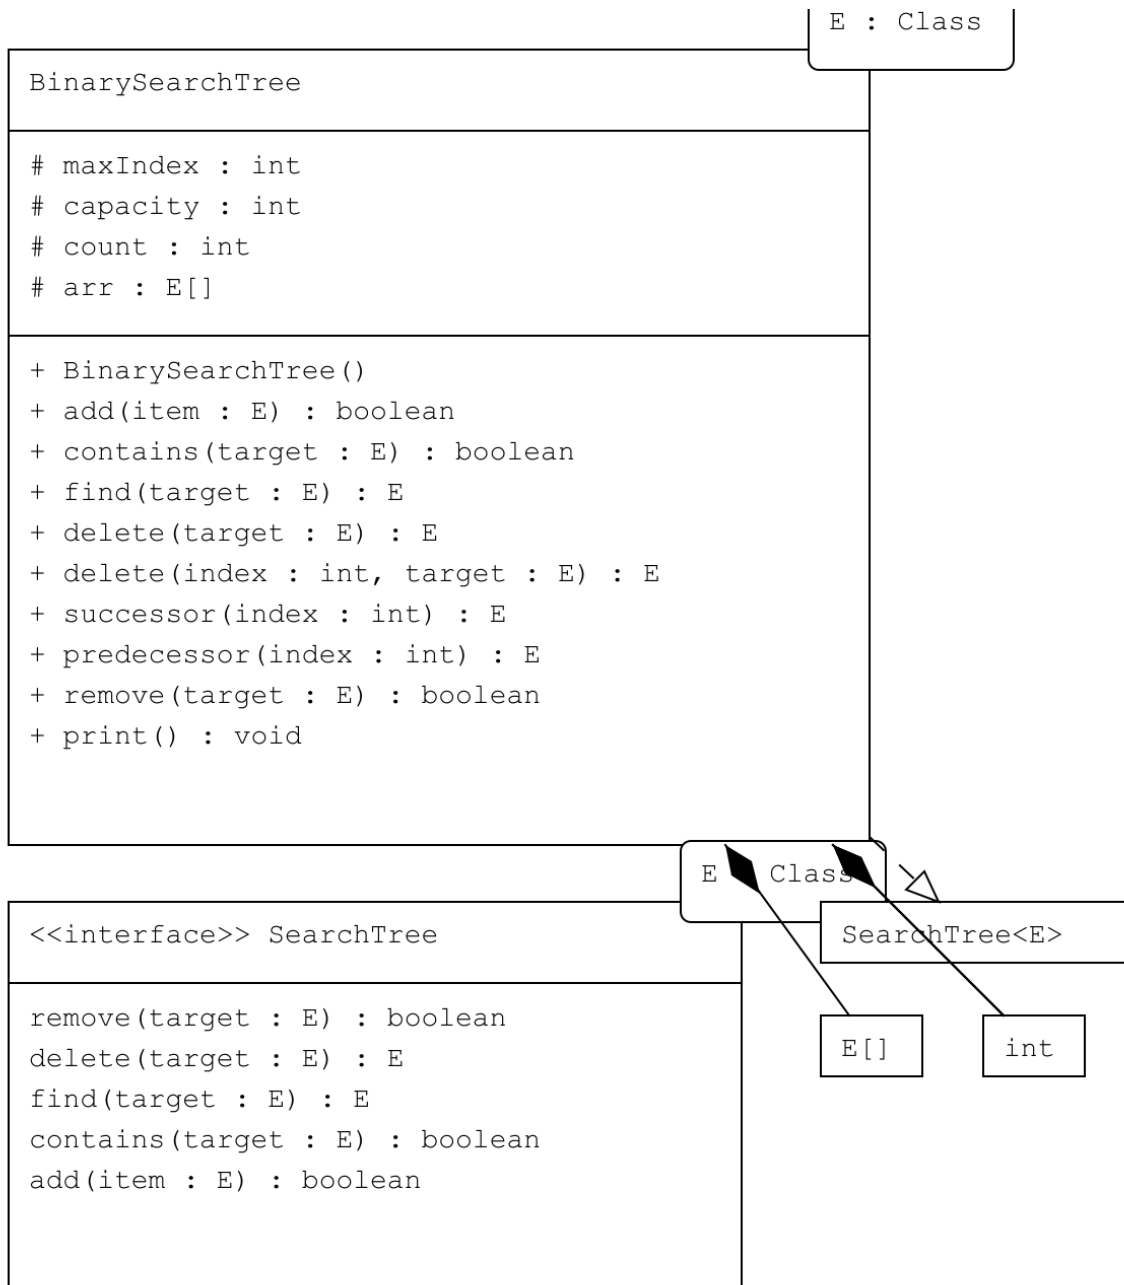 E : Class
BinarySearchTree
# maxIndex : int
# capacity : int
# count : int
# arr : E[]
+ BinarySearchTree()
+ add(item : E) : boolean
+ contains(target : E) : boolean
+ find(target : E) : E
+ delete(target : E) : E
+ delete(index : int, target : E) : E
+ successor(index : int) : E
+ predecessor(index : int) : E
+ remove(target : E) : boolean
+ print() : void
E : Class
<<interface>> SearchTree
SearchTree<E>
remove(target : E) : boolean
delete(target : E) : E
find(target : E) : E
contains(target : E) : boolean
add(item : E) : boolean
E[]
int